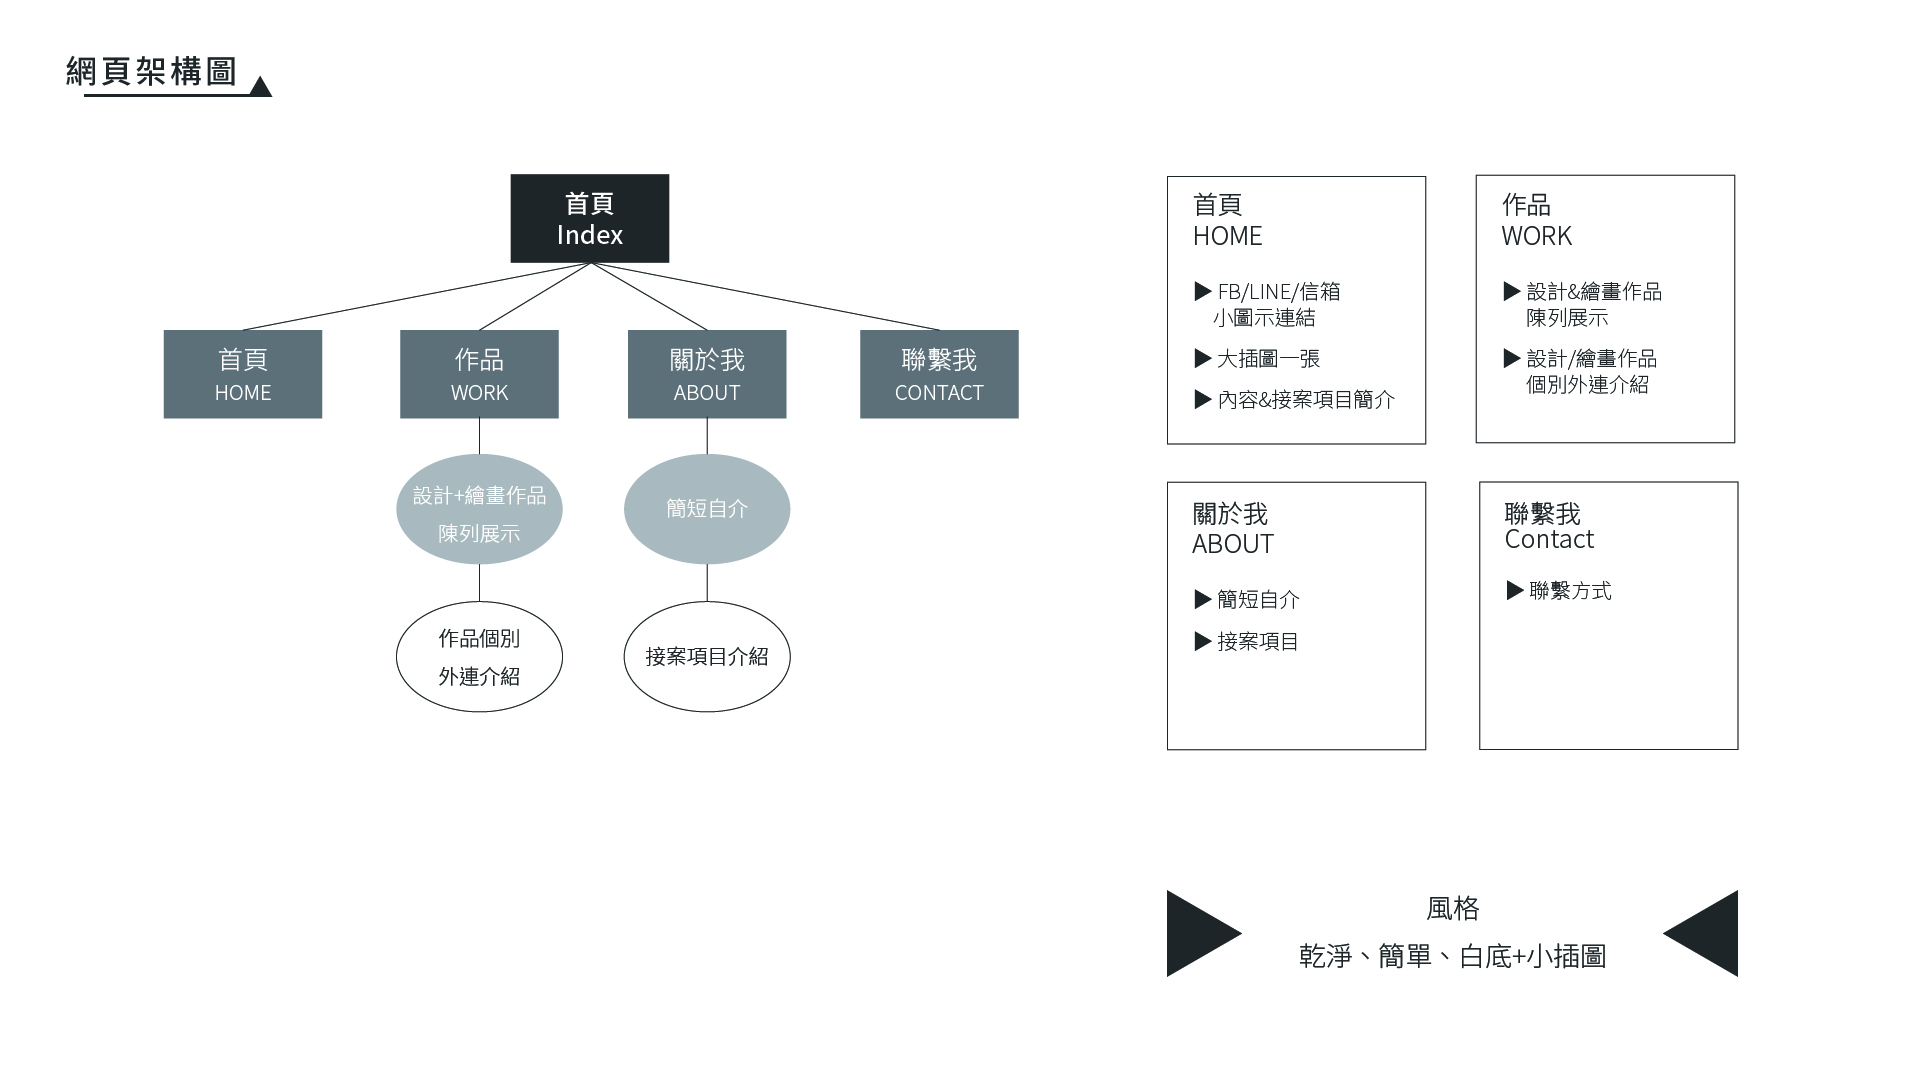 網頁架構圖
首頁
Index
首頁
HOME
作品
WORK
關於我
ABOUT
聯繫我
CONTACT
設計+繪畫作品
陳列展示
簡短自介
作品個別
外連介紹
接案項目介紹
首頁
HOME
▶ FB/LINE/信箱
小圖示連結
▶ 大插圖一張
▶ 內容&接案項目簡介
作品
WORK
▶ 設計&繪畫作品
陳列展示
▶ 設計/繪畫作品
個別外連介紹
關於我
ABOUT
▶ 簡短自介
▶ 接案項目
聯繫我
Contact
▶ 聯繫方式
風格
乾淨、簡單、白底+小插圖